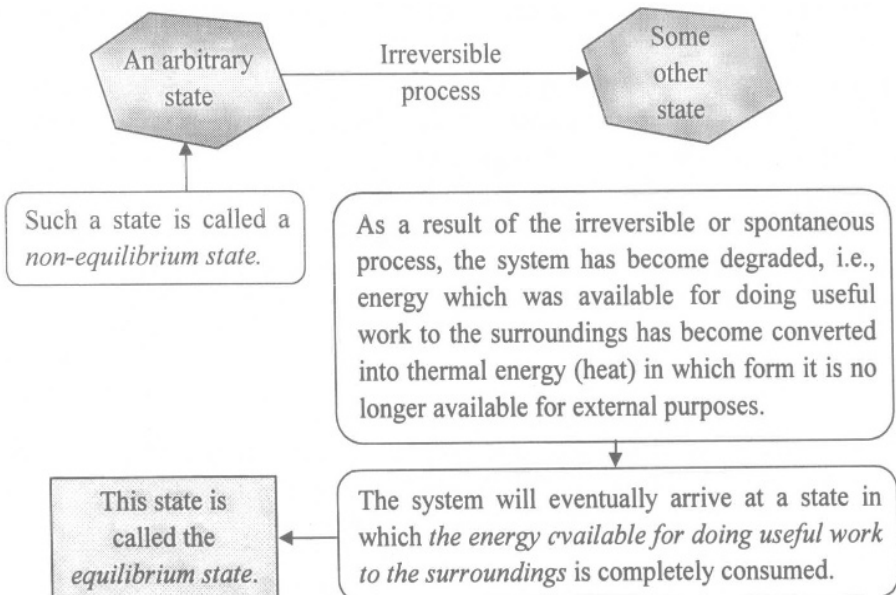 An arbitrary
state
Irreversible
process
Some
other
state
Such a state is called a
non-equilibrium state.
As a result of the irreversible or spontaneous
process, the system has become degraded, i.e.,
energy which was available for doing useful
work to the surroundings has become converted
into thermal energy (heat) in which form it is no
longer available for external purposes.
The system will eventually arrive at a state in
which the energy cvailable for doing useful work
to the surroundings is completely consumed.
This state is
called the
equilibrium state.